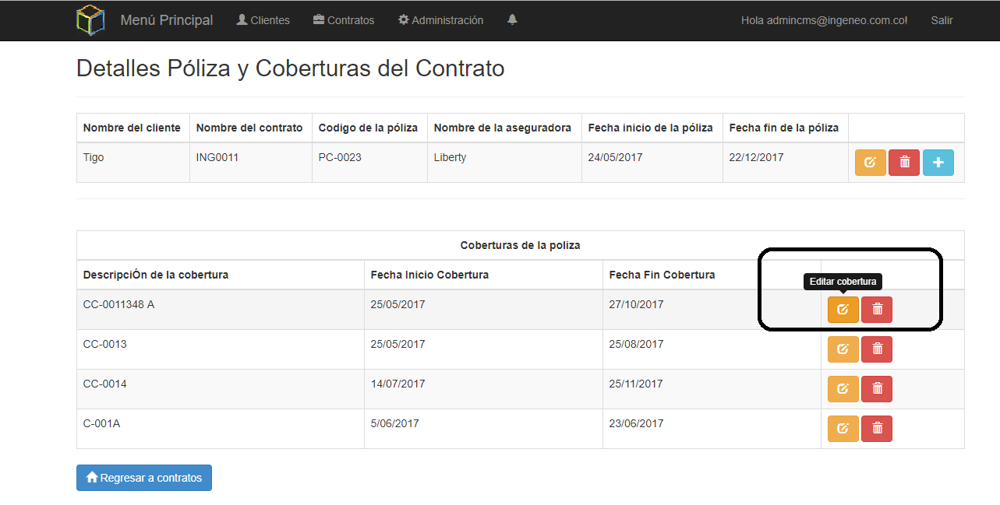 Menú Principal Clientes Contratos Administración Hola admincms@ingeneo.com.co! Salir
Detalles Póliza y Coberturas del Contrato
Nombre del cliente Nombre del contrato Codigo de la póliza Nombre de la aseguradora Fecha inicio de la póliza Fecha fin de la póliza
Tigo ING0011 PC-0023 Liberty 24/05/2017 22/12/2017
Coberturas de la poliza
DescripciÓn de la cobertura Fecha Inicio Cobertura Fecha Fin Cobertura
Editar cobertura
CC-0011348 A 25/05/2017 27/10/2017
CC-0013 25/05/2017 25/08/2017
CC-0014 14/07/2017 25/11/2017
C-001A 5/06/2017 23/06/2017
Regresar a contratos